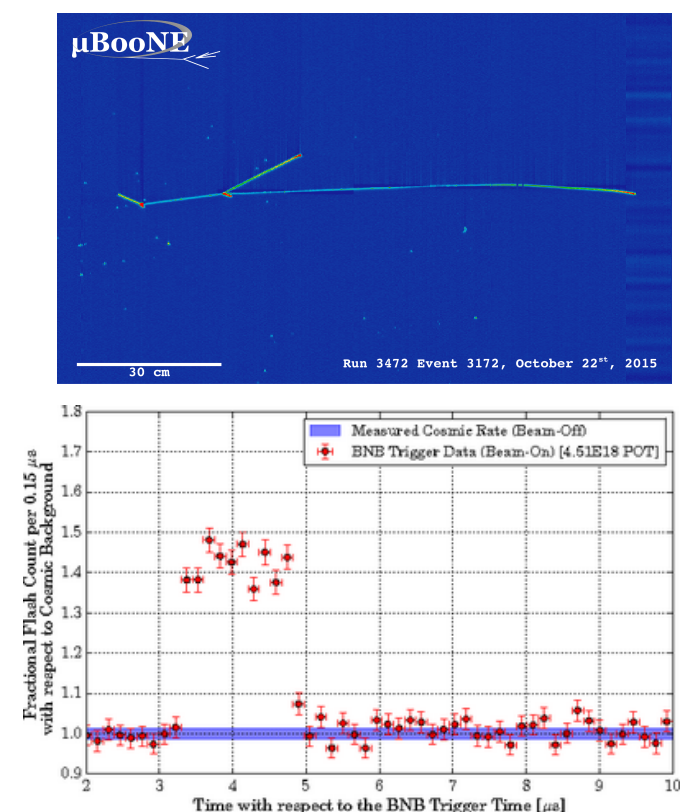 μBooNE
30 cm
Run 3472 Event 3172, October 22st, 2015
1.8
1.7
1.6
1.5
1.4
1.3
1.2
1.1
1.0
0.9
Fractional Flash Count per 0.15 μs
with respect to Cosmic Background
Measured Cosmic Rate (Beam-Off)
BNB Trigger Data (Beam-On) [4.51E18 POT]
2 3 4 5 6 7 8 9 10
Time with respect to the BNB Trigger Time [μs]